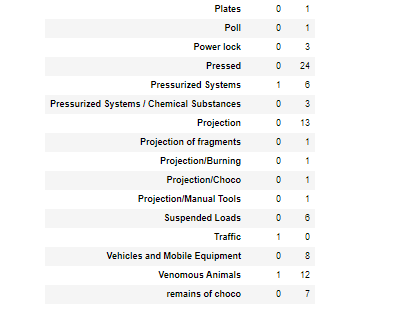 Plates 0 1
Poll 0 1
Power lock 0 3
Pressed 0 24
Pressurized Systems 1 6
Pressurized Systems / Chemical Substances 0 3
Projection 0 13
Projection of fragments 0 1
Projection/Burning 0 1
Projection/Choco 0 1
Projection/Manual Tools 0 1
Suspended Loads 0 6
Traffic 1 0
Vehicles and Mobile Equipment 0 8
Venomous Animals 1 12
remains of choco 0 7